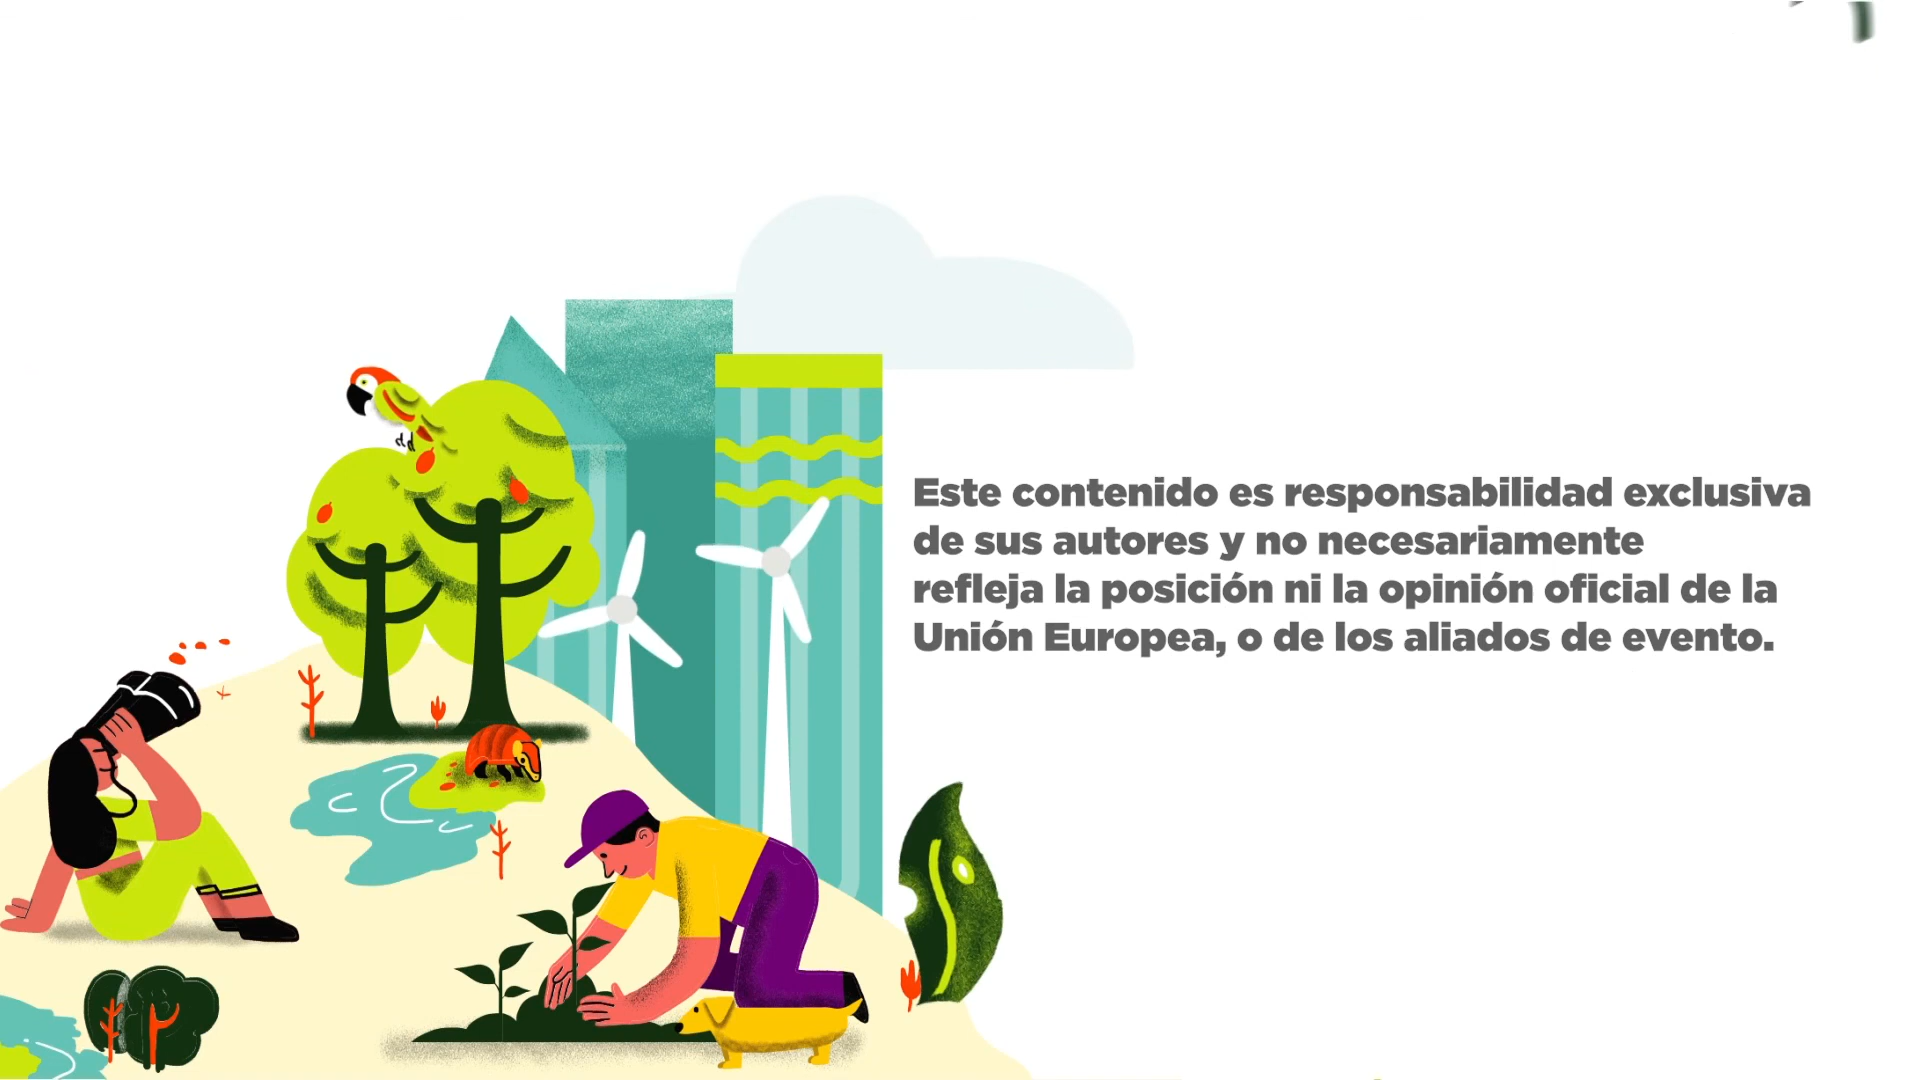 Este contenido es responsabilidad exclusiva
de sus autores y no necesariamente
refleja la posición ni la opinión oficial de la
Unión Europea, o de los aliados de evento.